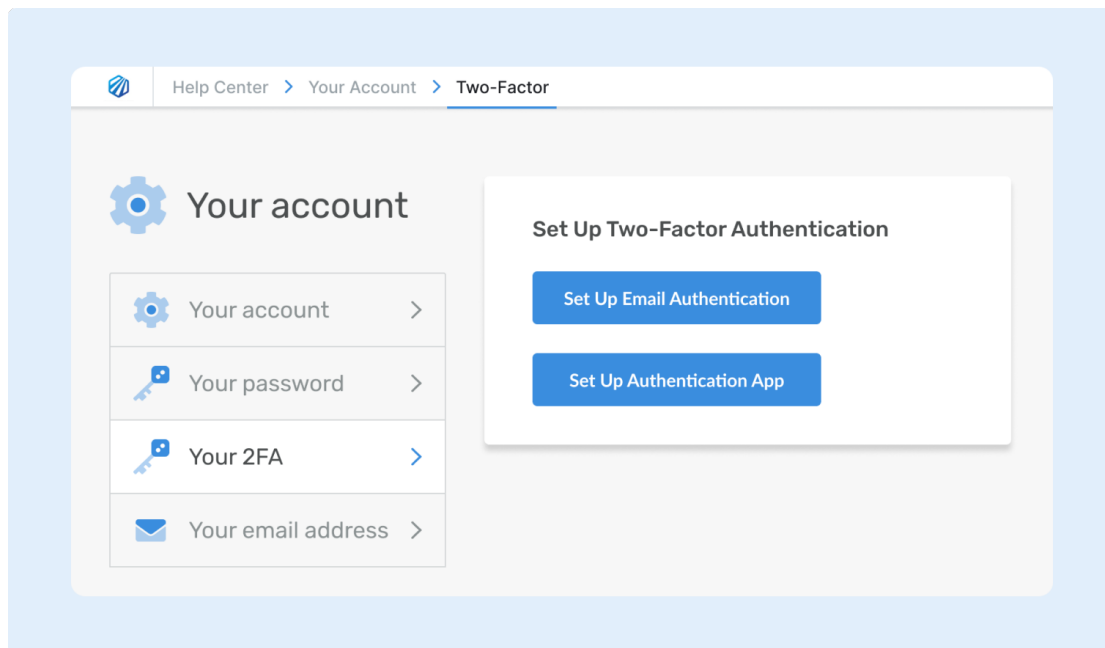 Help Center > Your Account > Two-Factor
Your account
Your account
Your password
Your 2FA
Your email address
Set Up Two-Factor Authentication
Set Up Email Authentication
Set Up Authentication App